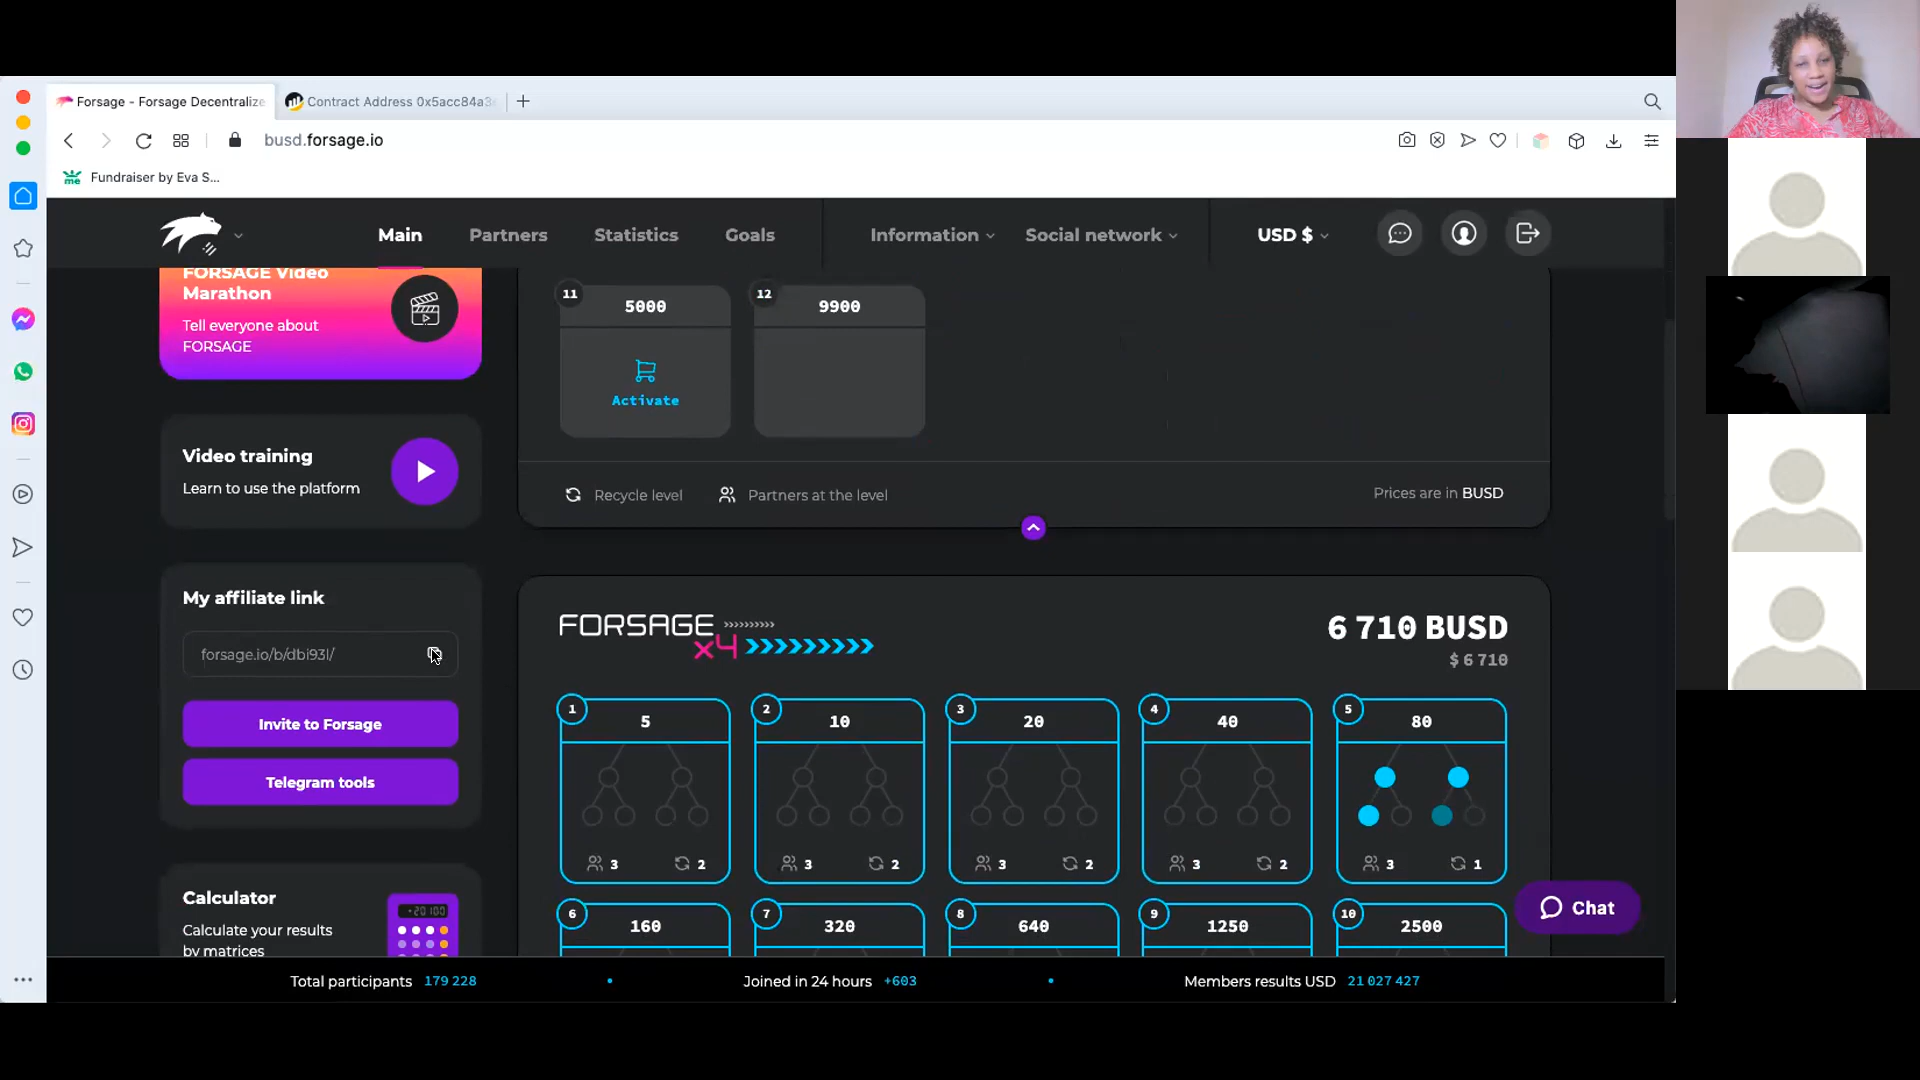 Forsage - Forsage Decentralize
Contract Address 0x5acc84a3
busd.forsage.io
Fundraiser by Eva S...
Main
Partners
Statistics
Goals
Information
Social network
USD $
FORSAGE Video
Marathon
Tell everyone about
FORSAGE
11
5000
Activate
12
9900
Recycle level
Partners at the level
Prices are in BUSD
Video training
Learn to use the platform
My affiliate link
forsage.io/b/dbi93l/
Invite to Forsage
Telegram tools
Calculator
Calculate your results
by matrices
-20100
FORSAGE
x4
6 710 BUSD
$ 6 710
1
5
3
2
2
10
3
2
3
20
3
2
4
40
3
2
5
80
3
1
6
160
7
320
8
640
9
1250
10
2500
Chat
Total participants 179 228
Joined in 24 hours +603
Members results USD 21 027 427